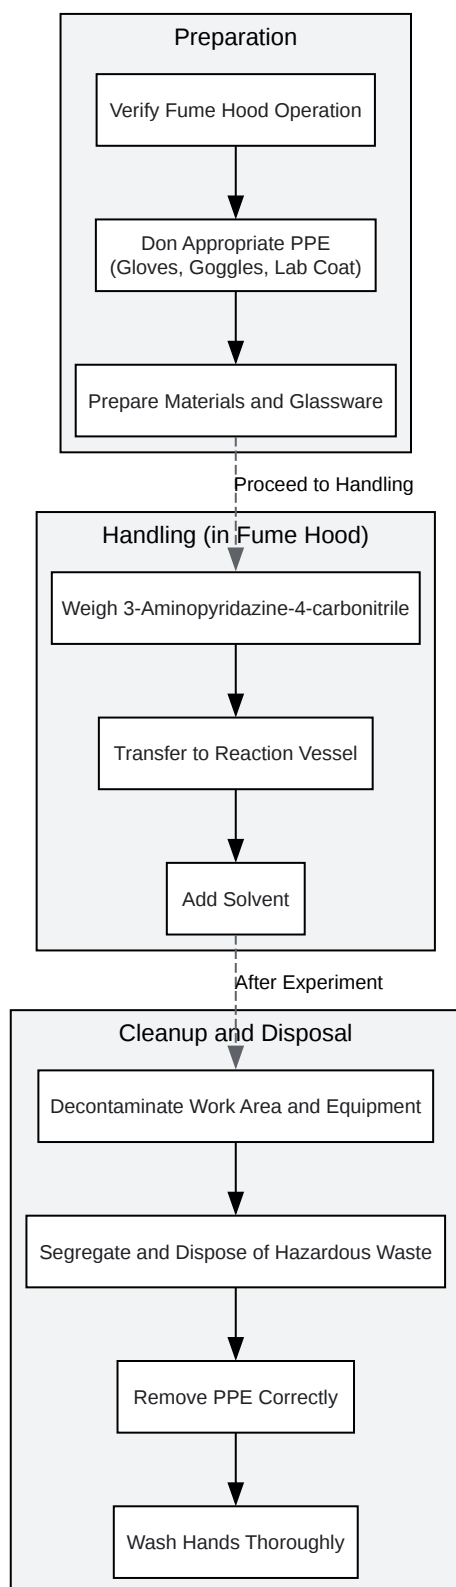 Preparation
Verify Fume Hood Operation
Don Appropriate PPE
(Gloves, Goggles, Lab Coat)
Prepare Materials and Glassware
Proceed to Handling
Handling (in Fume Hood)
Weigh 3-Aminopyridazine-4-carbonitrile
Transfer to Reaction Vessel
Add Solvent
After Experiment
Cleanup and Disposal
Decontaminate Work Area and Equipment
Segregate and Dispose of Hazardous Waste
Remove PPE Correctly
Wash Hands Thoroughly